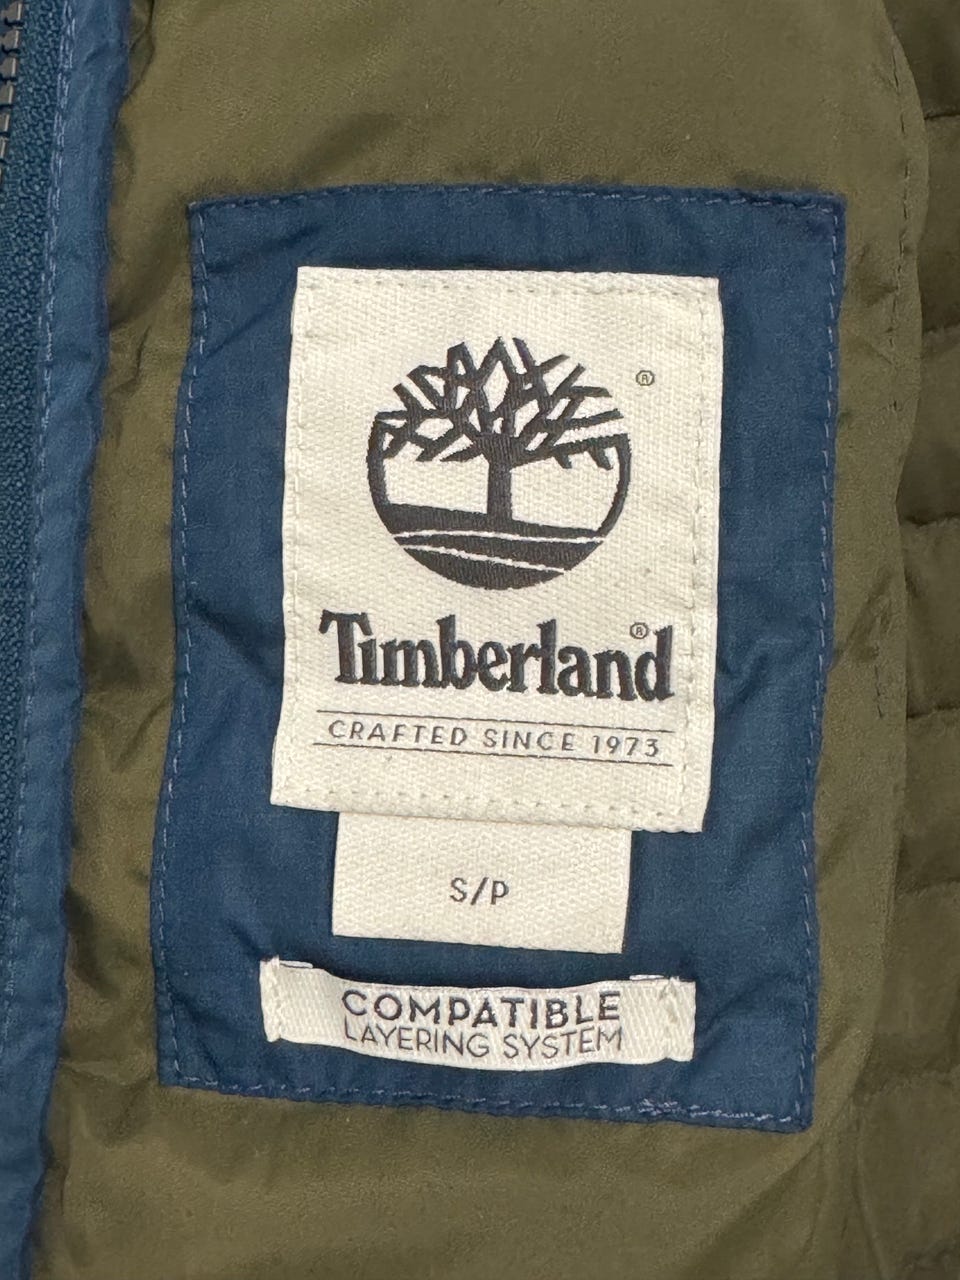 ®
Timberland®
CRAFTED SINCE 1973
S/P
COMPATIBLE
LAYERING SYSTEM